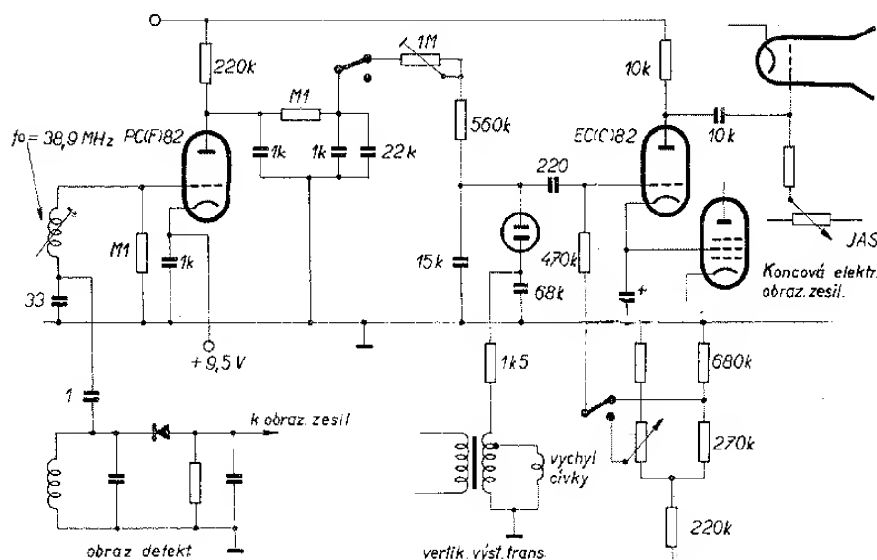 1M
220k
10k
M1
560k
f₀ = 38,9 MHz PC(F)82
EC(C)82
10k
1k
1k
22k
220
M1
JAS
1k
15k
470k
Koncová elektr.
33
68k
+
obraz. zesil.
+9,5 V
1k5
680k
1
k obraz. zesil
270k
vychyl
cívky
220k
obraz detekt
vertik. výst. trans.